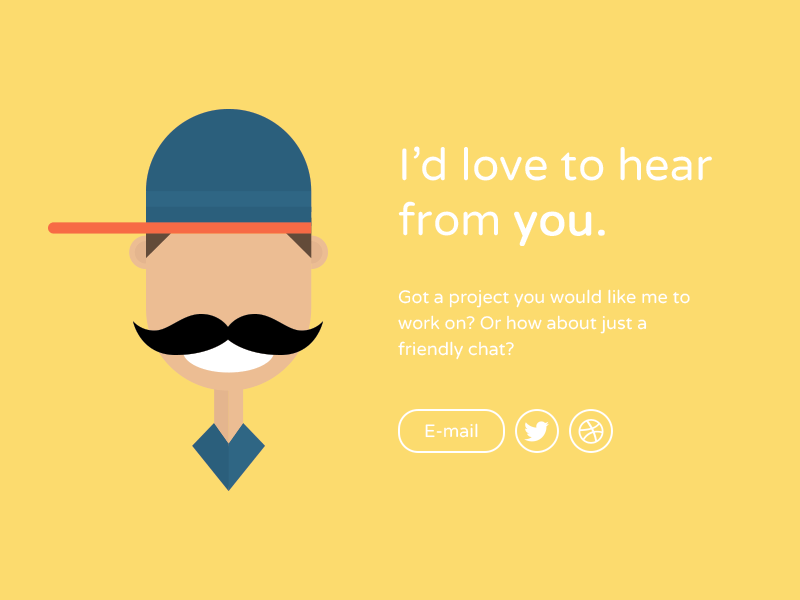 I’d love to hear
from you.
Got a project you would like me to
work on? Or how about just a
friendly chat?
E-mail